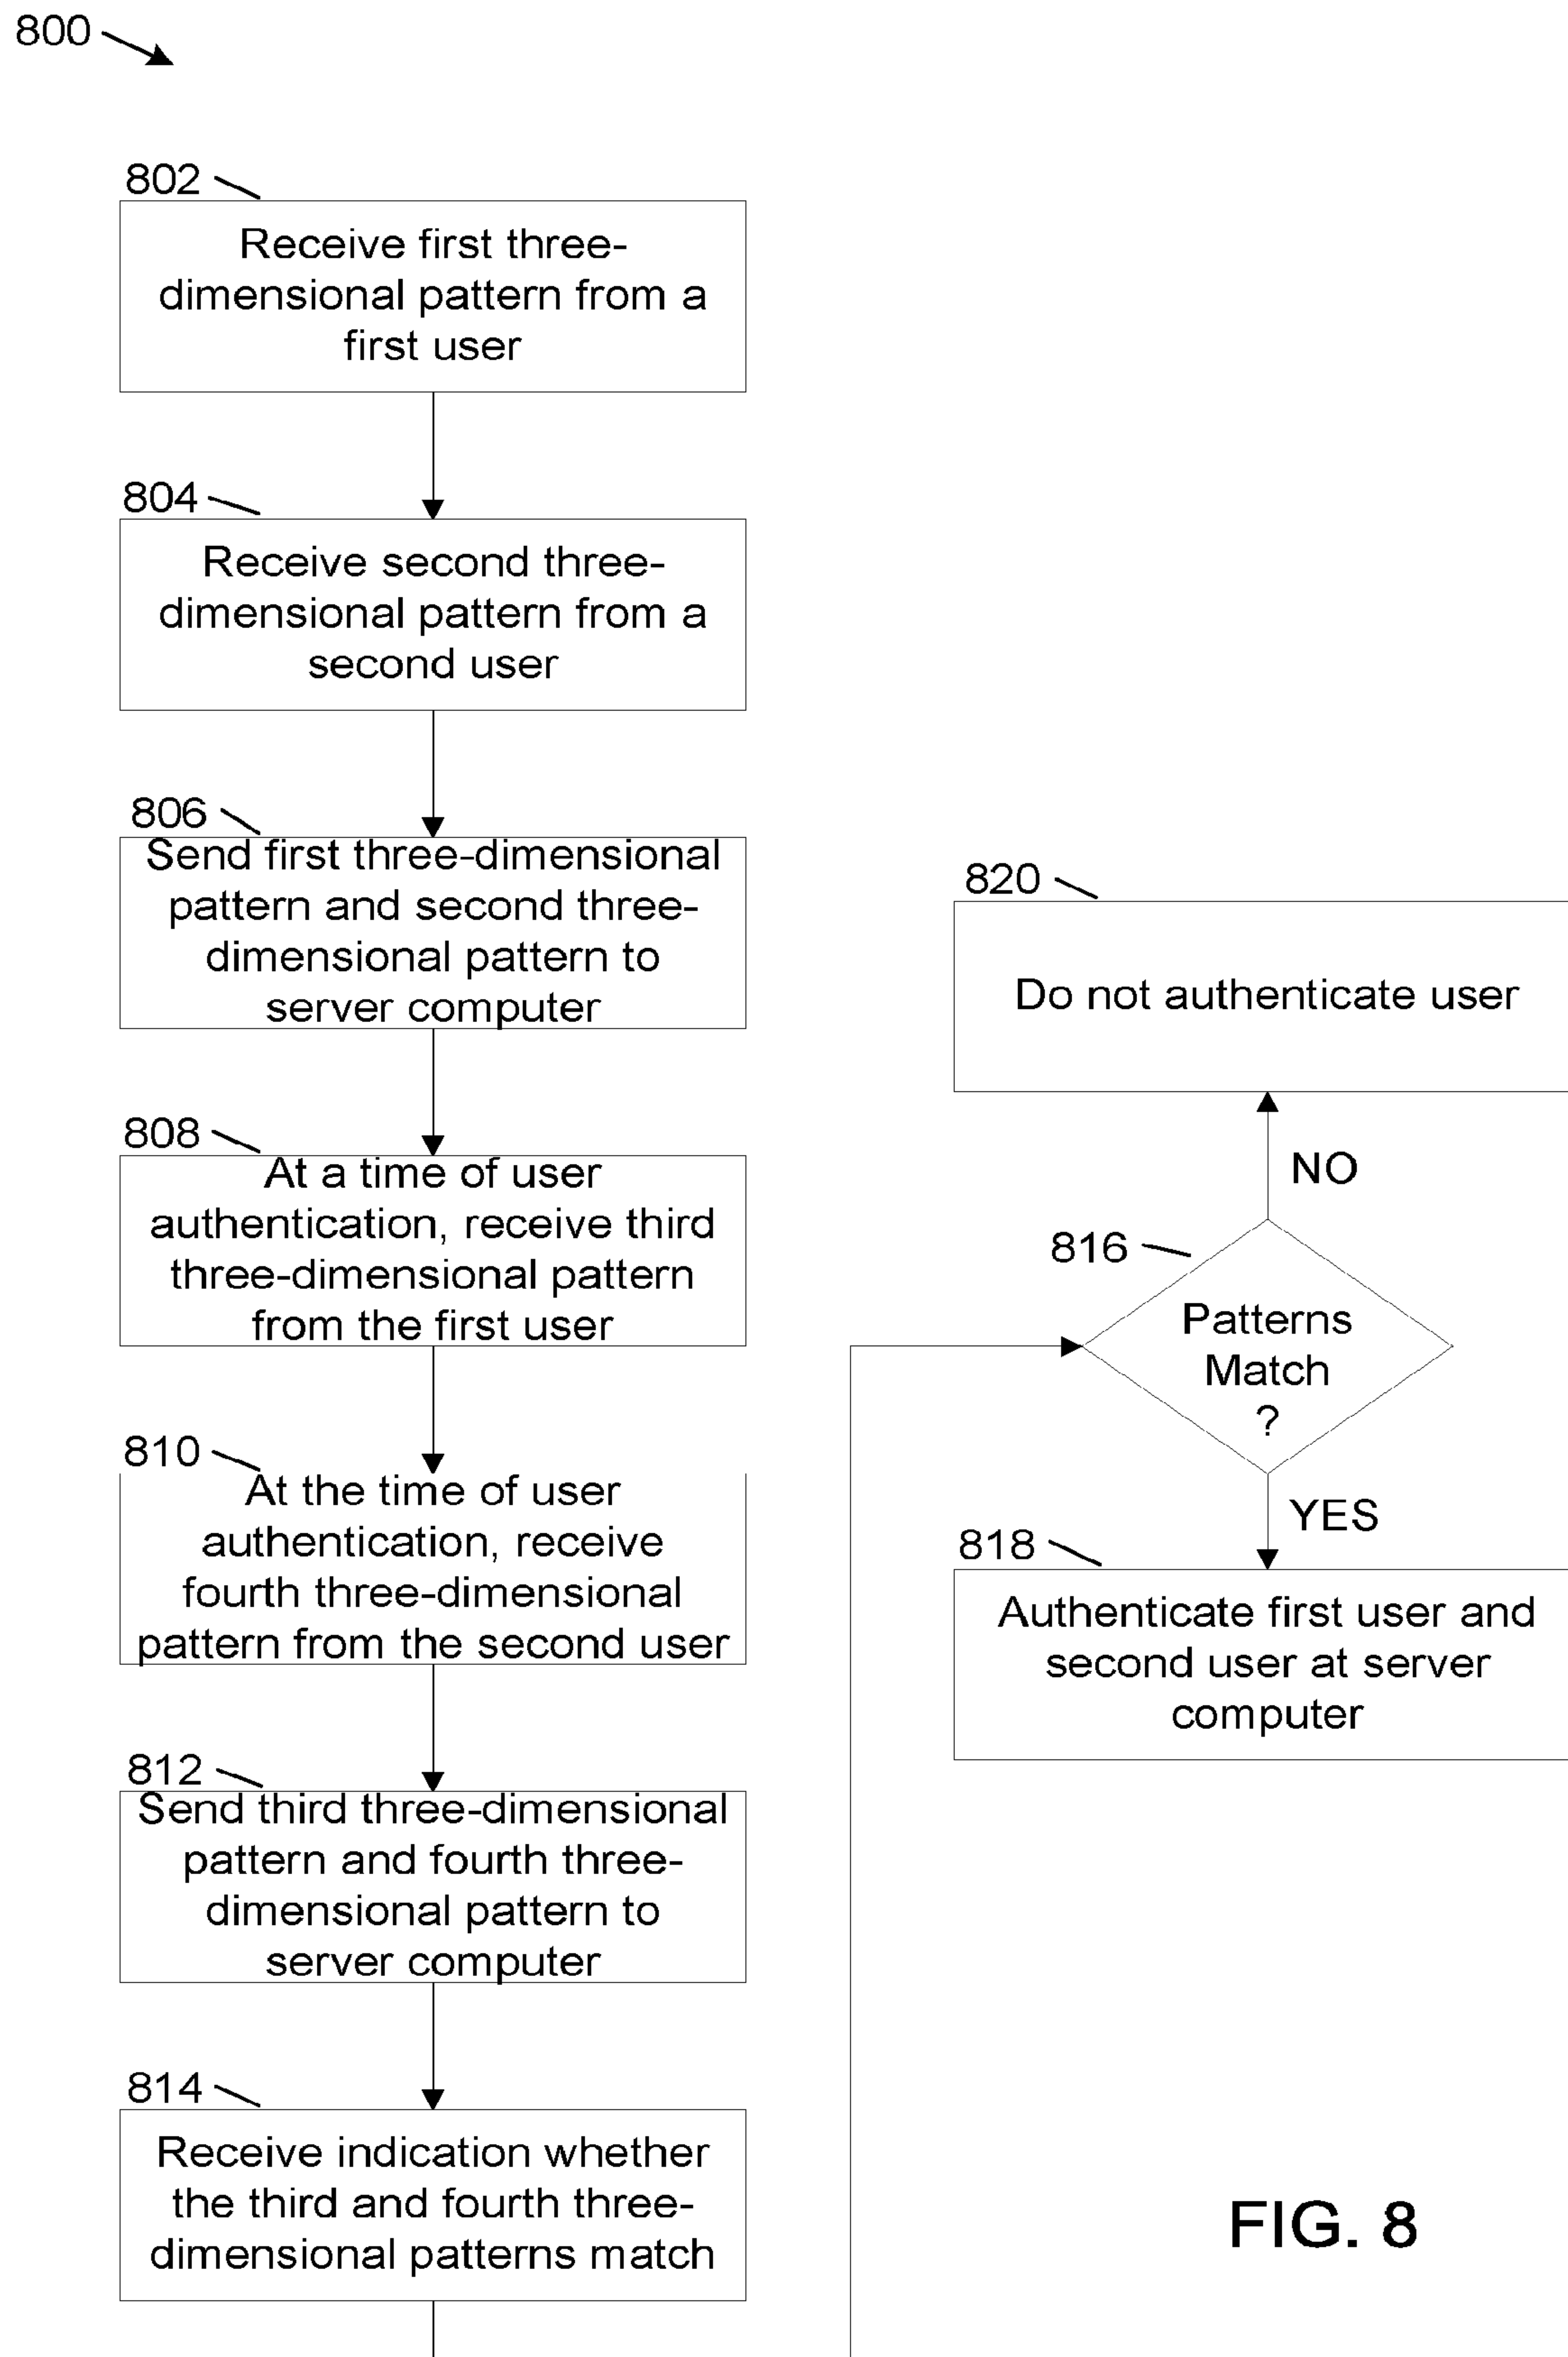 800
802
Receive first three-
dimensional pattern from a
first user
804
Receive second three-
dimensional pattern from a
second user
806
Send first three-dimensional
pattern and second three-
dimensional pattern to
server computer
808
At a time of user
authentication, receive third
three-dimensional pattern
from the first user
810
At the time of user
authentication, receive
fourth three-dimensional
pattern from the second user
812
Send third three-dimensional
pattern and fourth three-
dimensional pattern to
server computer
814
Receive indication whether
the third and fourth three-
dimensional patterns match
820
Do not authenticate user
NO
816
Patterns
Match
?
YES
818
Authenticate first user and
second user at server
computer
FIG. 8